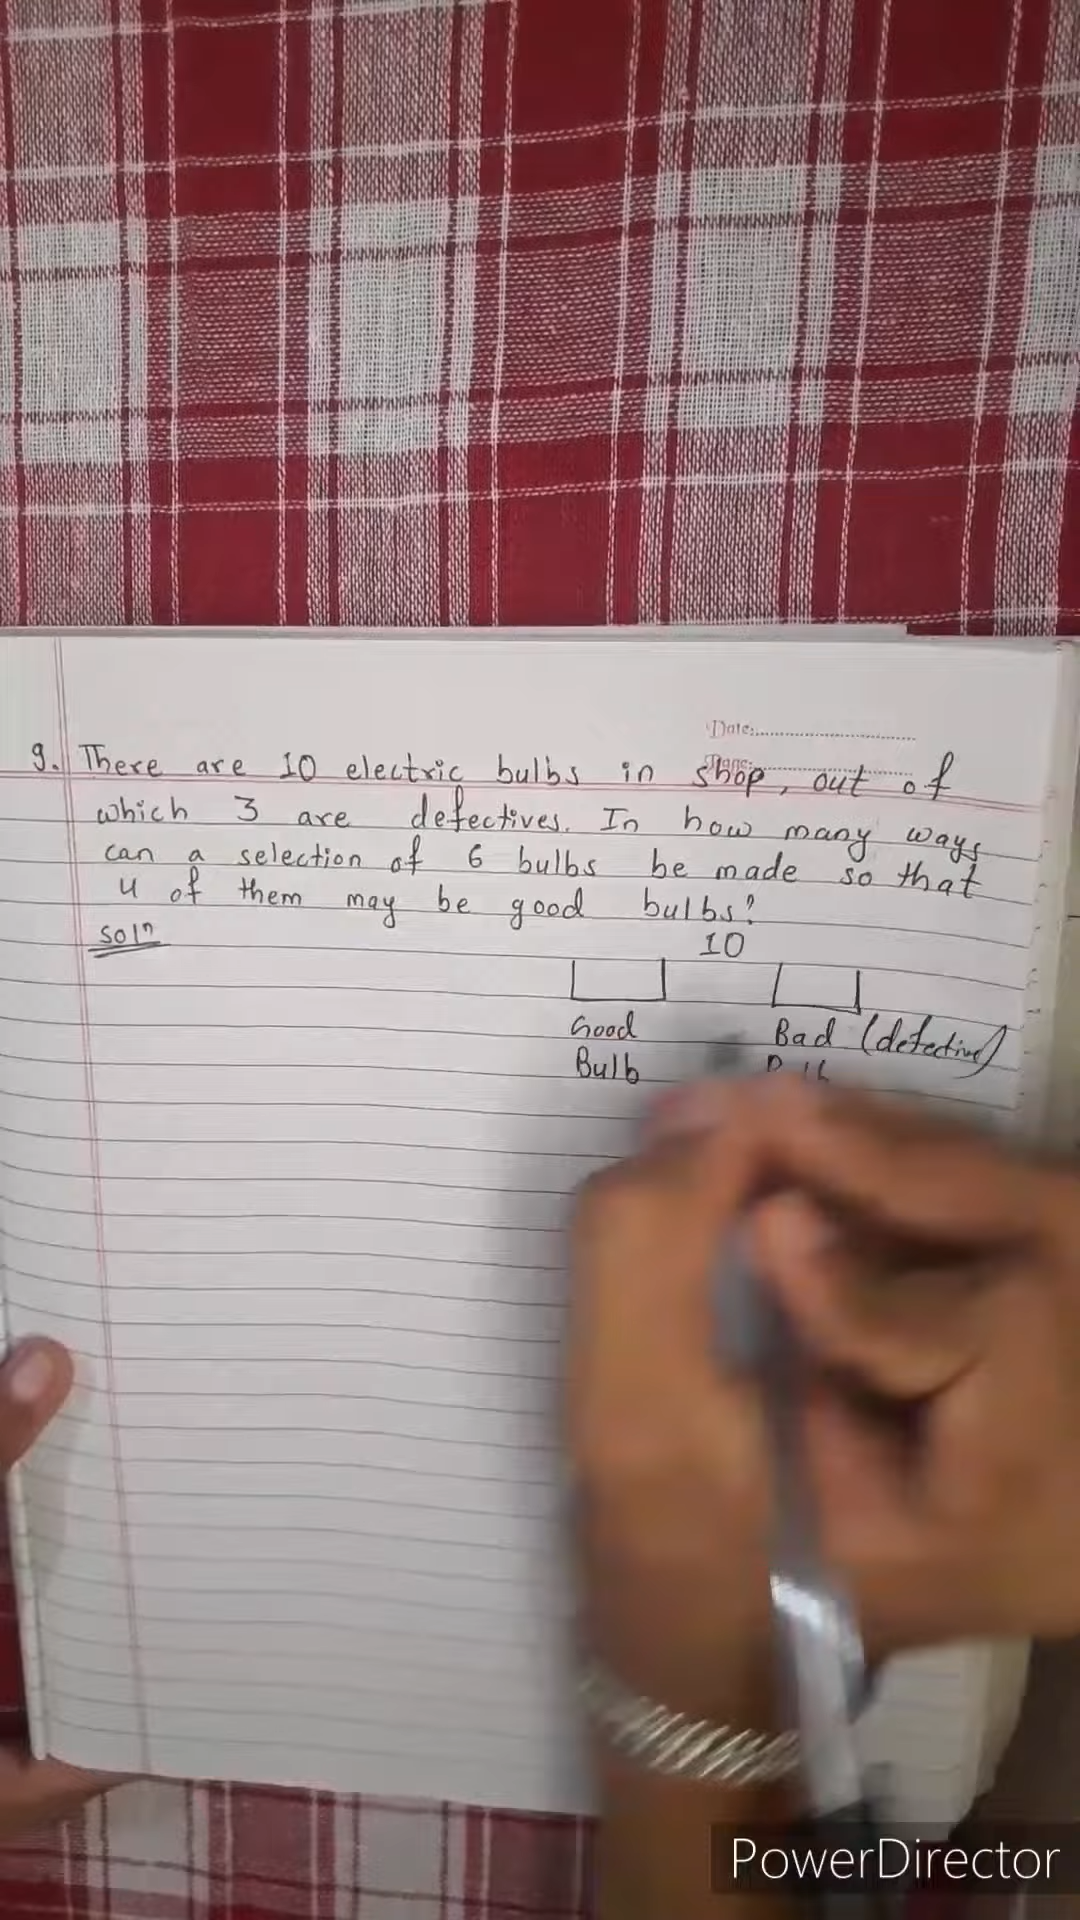 Date:
9. There are 10 electric bulbs in shop, out of
which 3 are defectives. In how many ways
can a selection of 6 bulbs be made so that
4 of them may be good bulbs?
Solⁿ
10
Good Bad (defective)
Bulb
PowerDirector